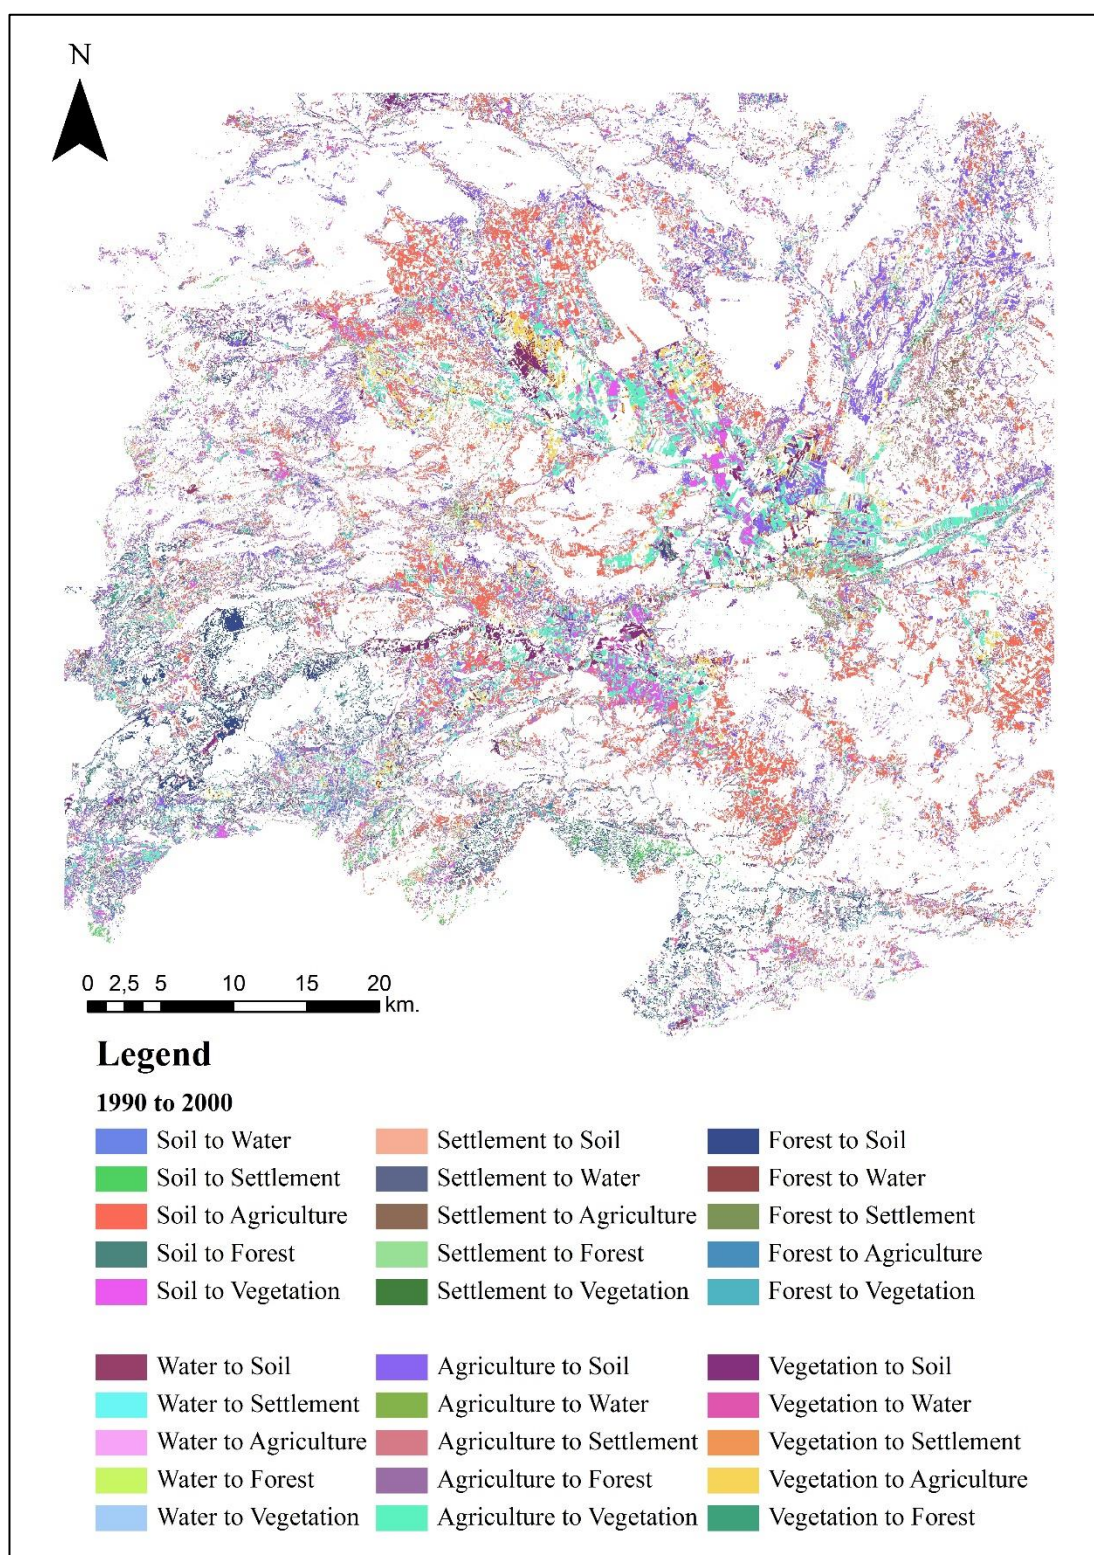 N
0 2,5 5 10 15 20 km.
Legend
1990 to 2000
Soil to Water
Soil to Settlement
Soil to Agriculture
Soil to Forest
Soil to Vegetation
Settlement to Soil
Settlement to Water
Settlement to Agriculture
Settlement to Forest
Settlement to Vegetation
Forest to Soil
Forest to Water
Forest to Settlement
Forest to Agriculture
Forest to Vegetation
Water to Soil
Water to Settlement
Water to Agriculture
Water to Forest
Water to Vegetation
Agriculture to Soil
Agriculture to Water
Agriculture to Settlement
Agriculture to Forest
Agriculture to Vegetation
Vegetation to Soil
Vegetation to Water
Vegetation to Settlement
Vegetation to Agriculture
Vegetation to Forest